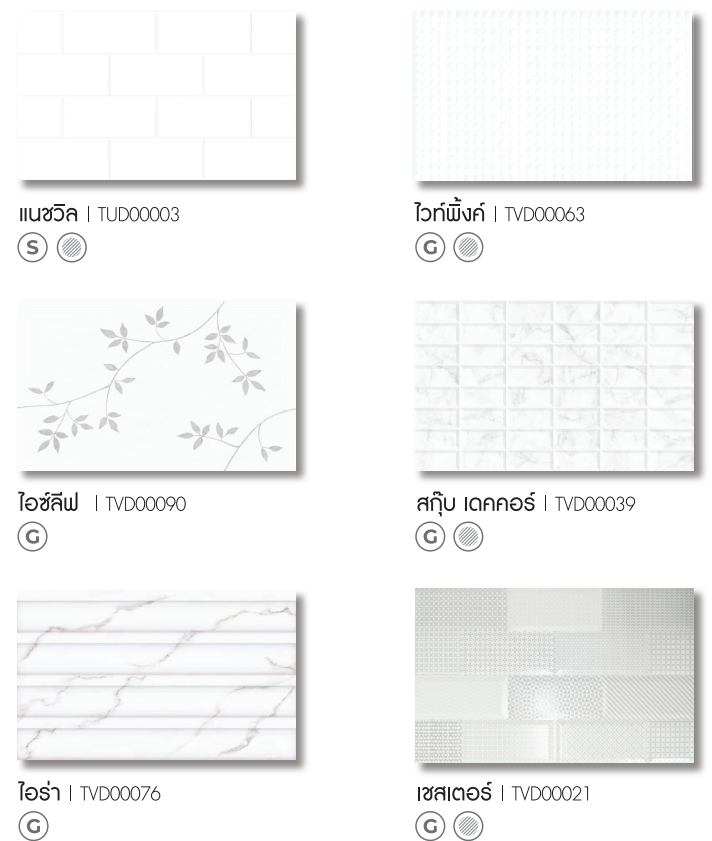 แนชวิล | TUD00003
S
ไวท์พิ้งค์ | TVD00063
G
ไอซ์ลีฟ | TVD00090
G
สกุ๊บ เดคคอร์ | TVD00039
G
ไอร่า | TVD00076
G
เชสเตอร์ | TVD00021
G